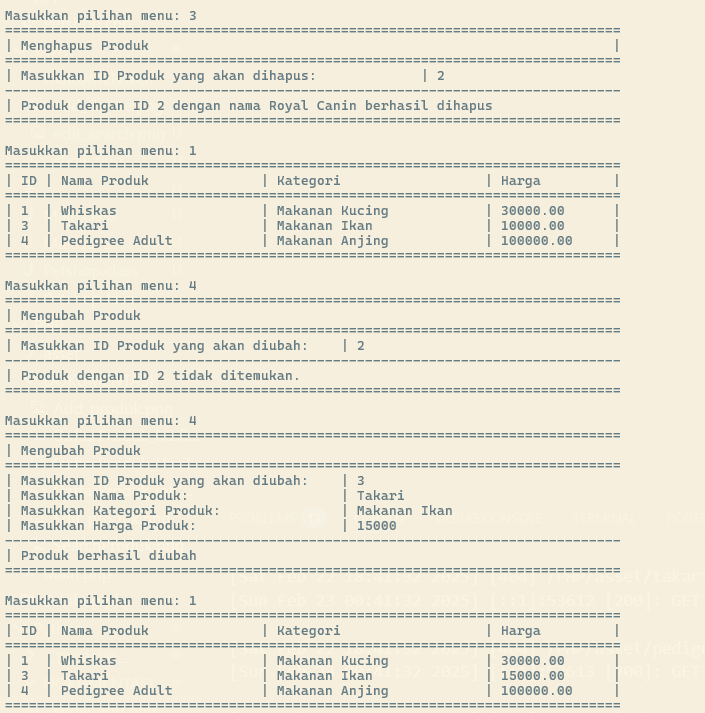 Masukkan pilihan menu: 3
=============================================================================
| Menghapus Produk                                                          |
=============================================================================
| Masukkan ID Produk yang akan dihapus:             | 2
-----------------------------------------------------------------------------
| Produk dengan ID 2 dengan nama Royal Canin berhasil dihapus
=============================================================================
Masukkan pilihan menu: 1
=============================================================================
| ID | Nama Produk              | Kategori                  | Harga         |
=============================================================================
| 1  | Whiskas                  | Makanan Kucing            | 30000.00      |
| 3  | Takari                   | Makanan Ikan              | 10000.00      |
| 4  | Pedigree Adult           | Makanan Anjing            | 100000.00     |
=============================================================================
Masukkan pilihan menu: 4
=============================================================================
| Mengubah Produk
=============================================================================
| Masukkan ID Produk yang akan diubah:    | 2
-----------------------------------------------------------------------------
| Produk dengan ID 2 tidak ditemukan.
=============================================================================
Masukkan pilihan menu: 4
=============================================================================
| Mengubah Produk
=============================================================================
| Masukkan ID Produk yang akan diubah:    | 3
| Masukkan Nama Produk:                   | Takari
| Masukkan Kategori Produk:               | Makanan Ikan
| Masukkan Harga Produk:                  | 15000
-----------------------------------------------------------------------------
| Produk berhasil diubah
=============================================================================
Masukkan pilihan menu: 1
=============================================================================
| ID | Nama Produk              | Kategori                  | Harga         |
=============================================================================
| 1  | Whiskas                  | Makanan Kucing            | 30000.00      |
| 3  | Takari                   | Makanan Ikan              | 15000.00      |
| 4  | Pedigree Adult           | Makanan Anjing            | 100000.00     |
=============================================================================